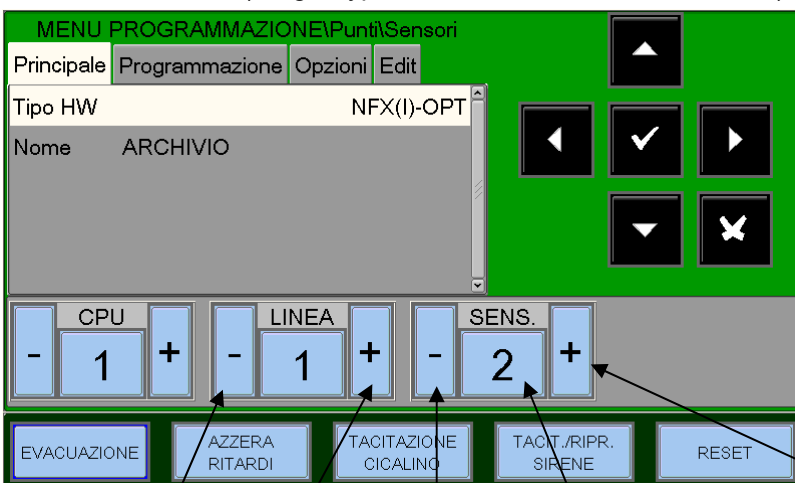 MENU PROGRAMMAZIONE\Punti\Sensori
Principale Programmazione Opzioni Edit
Tipo HW NFX(I)-OPT
Nome ARCHIVIO
CPU LINEA SENS.
- 1 + - 1 + - 2 +
EVACUAZIONE
AZZERA
RITARDI
TACITAZIONE
CICALINO
TACIT./RIPR.
SIRENE
RESET